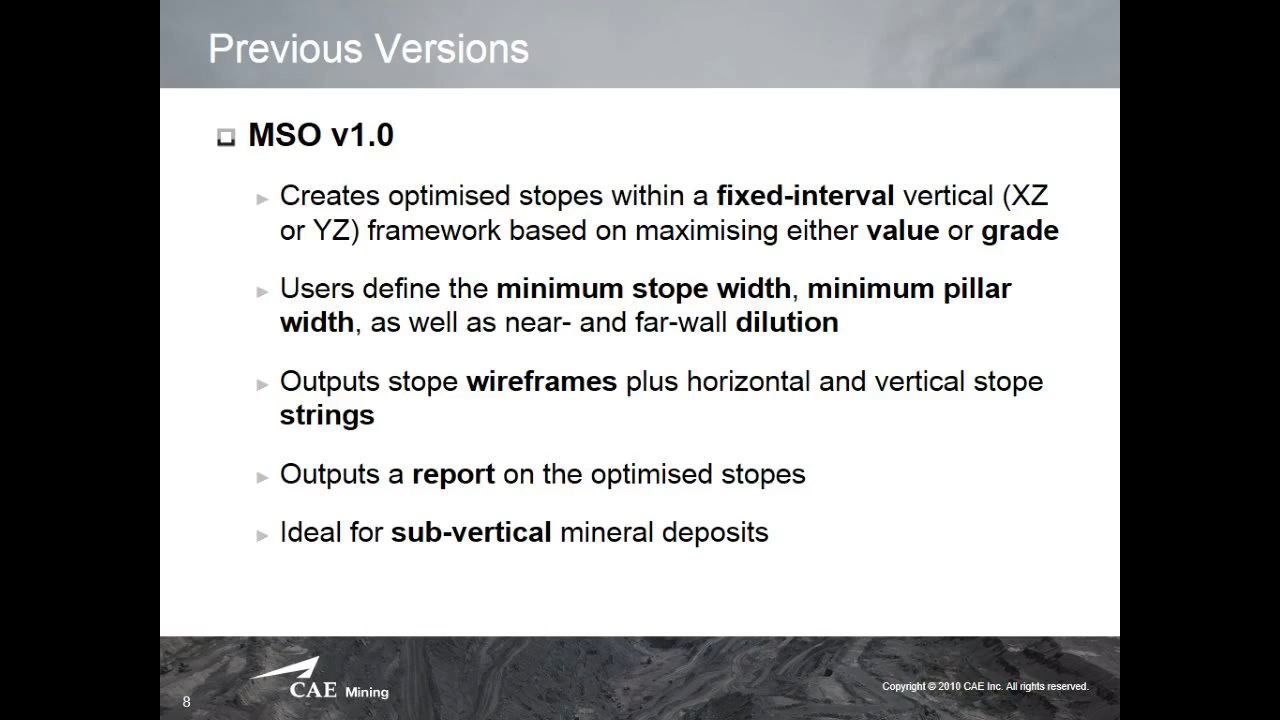 Previous Versions
MSO v1.0
Creates optimised stopes within a fixed-interval vertical (XZ
or YZ) framework based on maximising either value or grade
Users define the minimum stope width, minimum pillar
width, as well as near- and far-wall dilution
Outputs stope wireframes plus horizontal and vertical stope
strings
Outputs a report on the optimised stopes
Ideal for sub-vertical mineral deposits
CAE Mining
Copyright © 2010 CAE Inc. All rights reserved.
8